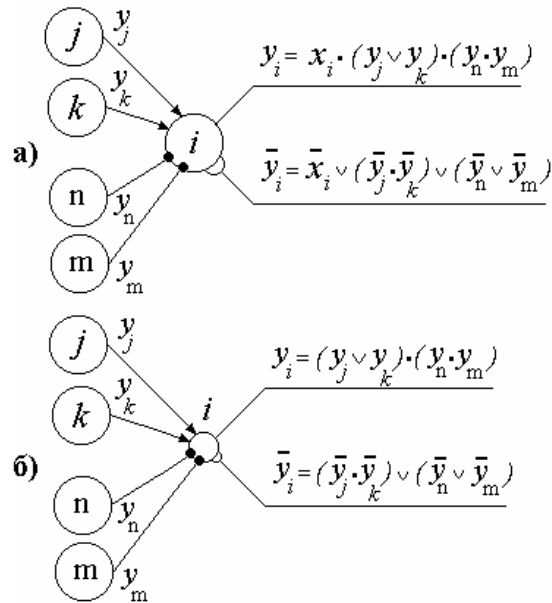 j y_j
y_i = x_i · (y_j ∨ y_k) · (y_n · y_m)
k y_k
i
а)
ȳ_i = x̄_i ∨ (ȳ_j · ȳ_k) ∨ (ȳ_n ∨ ȳ_m)
n y_n
m y_m
j y_j
y_i = (y_j ∨ y_k) · (y_n · y_m)
k y_k
i
б)
ȳ_i = (ȳ_j · ȳ_k) ∨ (ȳ_n ∨ ȳ_m)
n y_n
m y_m